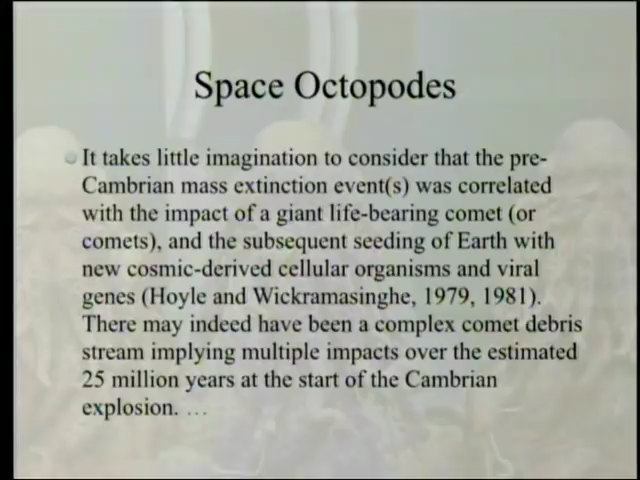 Space Octopodes
It takes little imagination to consider that the pre-
Cambrian mass extinction event(s) was correlated
with the impact of a giant life-bearing comet (or
comets), and the subsequent seeding of Earth with
new cosmic-derived cellular organisms and viral
genes (Hoyle and Wickramasinghe, 1979, 1981).
There may indeed have been a complex comet debris
stream implying multiple impacts over the estimated
25 million years at the start of the Cambrian
explosion. …